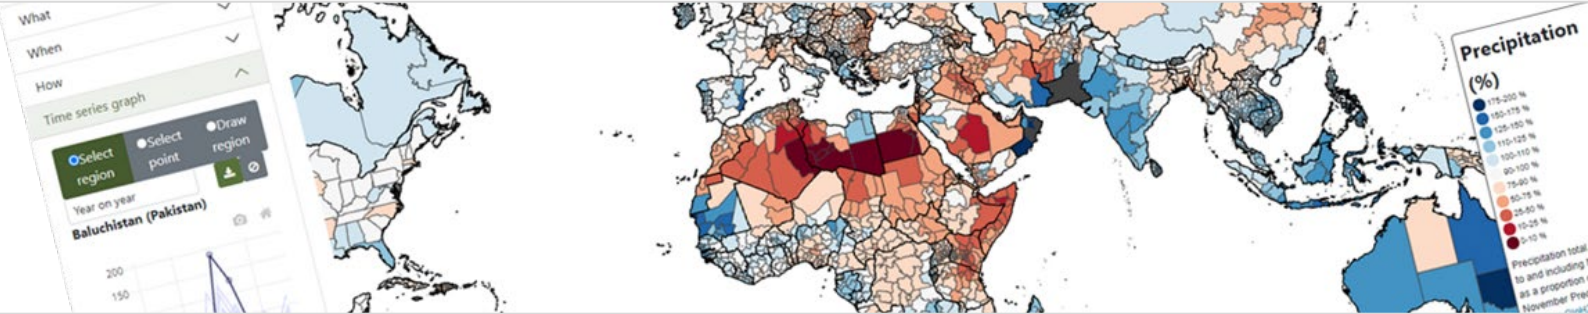 What
When
How
Time series graph
Select region
Select point
Draw region
Year on year
Baluchistan (Pakistan)
200
150
Precipitation
(%)
175-200 %
150-175 %
125-150 %
110-125 %
100-110 %
90-100 %
75-90 %
50-75 %
25-50 %
10-25 %
0-10 %
Precipitation total
to and including
as a proportion
November Prec